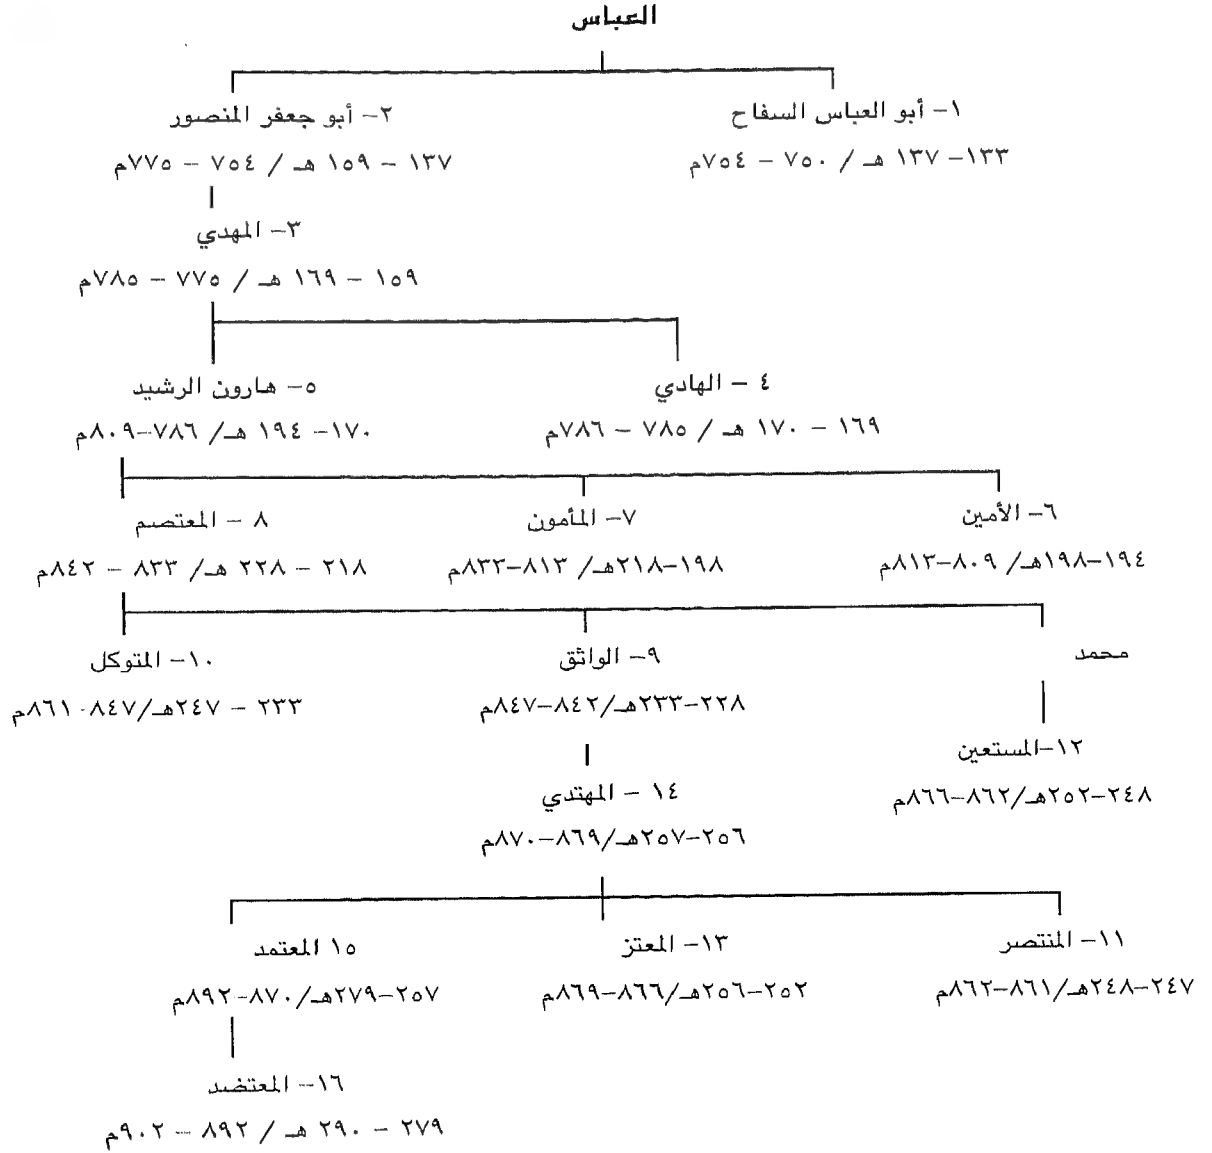 العباس
١- أبو العباس السفاح
١٣٣- ١٣٧ هـ / ٧٥٠ - ٧٥٤م
٢- أبو جعفر المنصور
١٣٧ - ١٥٩ هـ / ٧٥٤ - ٧٧٥م
٣- المهدي
١٥٩ - ١٦٩ هـ / ٧٧٥ - ٧٨٥م
٤ - الهادي
١٦٩ - ١٧٠ هـ / ٧٨٥ - ٧٨٦م
٥- هارون الرشيد
١٧٠- ١٩٤ هـ/ ٧٨٦-٨٠٩م
٦- الأمين
١٩٤-١٩٨هـ/ ٨٠٩-٨١٣م
٧- المأمون
١٩٨-٢١٨هـ/ ٨١٣-٨٣٣م
٨ - المعتصم
٢١٨ - ٢٢٨ هـ/ ٨٣٣ - ٨٤٢م
محمد
٩- الواثق
٢٢٨-٢٣٣هـ/٨٤٢-٨٤٧م
١٠- المتوكل
٢٣٣ - ٢٤٧هـ/٨٤٧-٨٦١م
١٢-المستعين
٢٤٨-٢٥٢هـ/٨٦٢-٨٦٦م
١٤ - المهتدي
٢٥٦-٢٥٧هـ/٨٦٩-٨٧٠م
١١- المنتصر
٢٤٧-٢٤٨هـ/٨٦١-٨٦٢م
١٣- المعتز
٢٥٢-٢٥٦هـ/٨٦٦-٨٦٩م
١٥ المعتمد
٢٥٧-٢٧٩هـ/٨٧٠-٨٩٢م
١٦- المعتضد
٢٧٩ - ٢٩٠ هـ / ٨٩٢ - ٩٠٢م